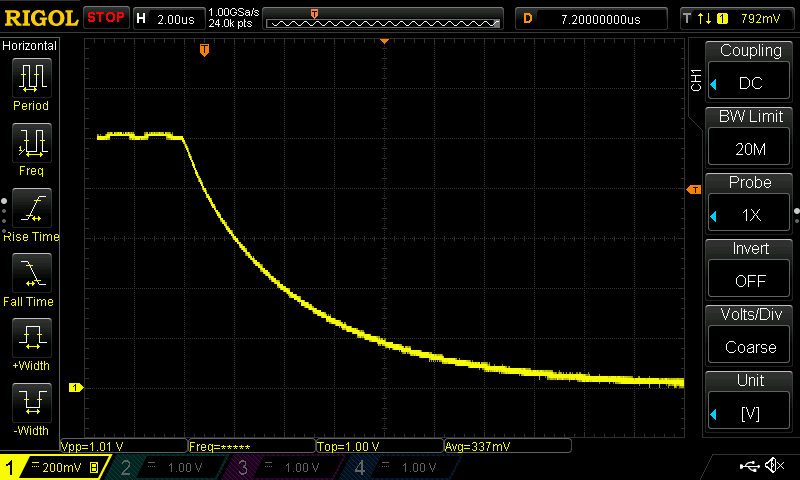 RIGOL STOP H 2.00us 1.00GSa/s 24.0k pts T D 7.20000000us T 1 792mV
Horizontal
Period
Freq
Rise Time
Fall Time
+Width
-Width
T
T
1
CH1
Coupling
DC
BW Limit
20M
Probe
1X
Invert
OFF
Volts/Div
Coarse
Unit
[V]
Vpp=1.01 V Freq=***** Top=1.00 V Avg=337mV
1 200mV B 2 1.00 V 3 1.00 V 4 1.00 V